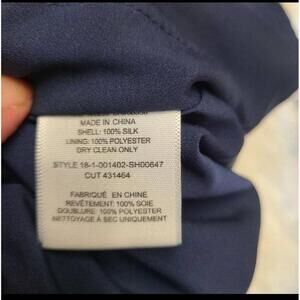 MADE IN CHINA
SHELL: 100% SILK
LINING: 100% POLYESTER
DRY CLEAN ONLY
STYLE 18-1-001402-SH00647
CUT 431464
FABRIQUÉ EN CHINE
REVÊTEMENT: 100% SOIE
DOUBLURE: 100% POLYESTER
NETTOYAGE À SEC UNIQUEMENT